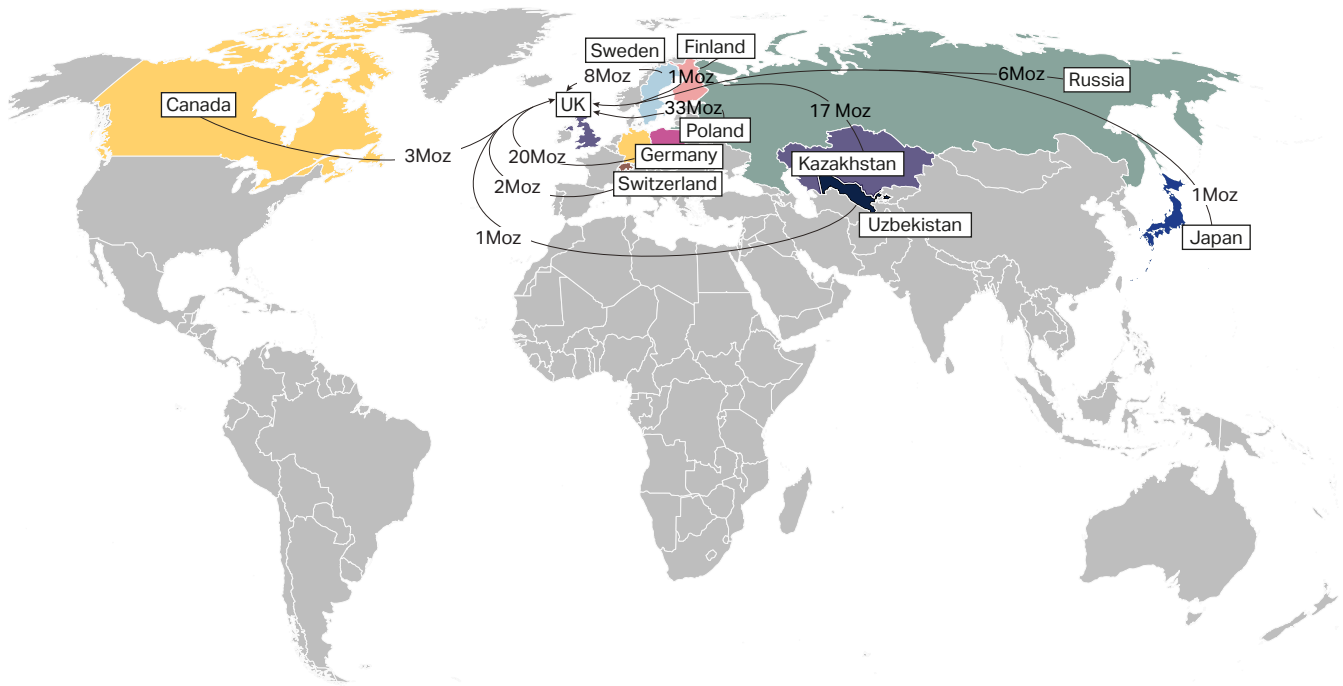 Sweden
Finland
8Moz
1Moz
6Moz
Russia
Canada
UK
33Moz
17 Moz
Poland
3Moz
20Moz
Germany
Kazakhstan
2Moz
Switzerland
1Moz
Uzbekistan
1Moz
Japan